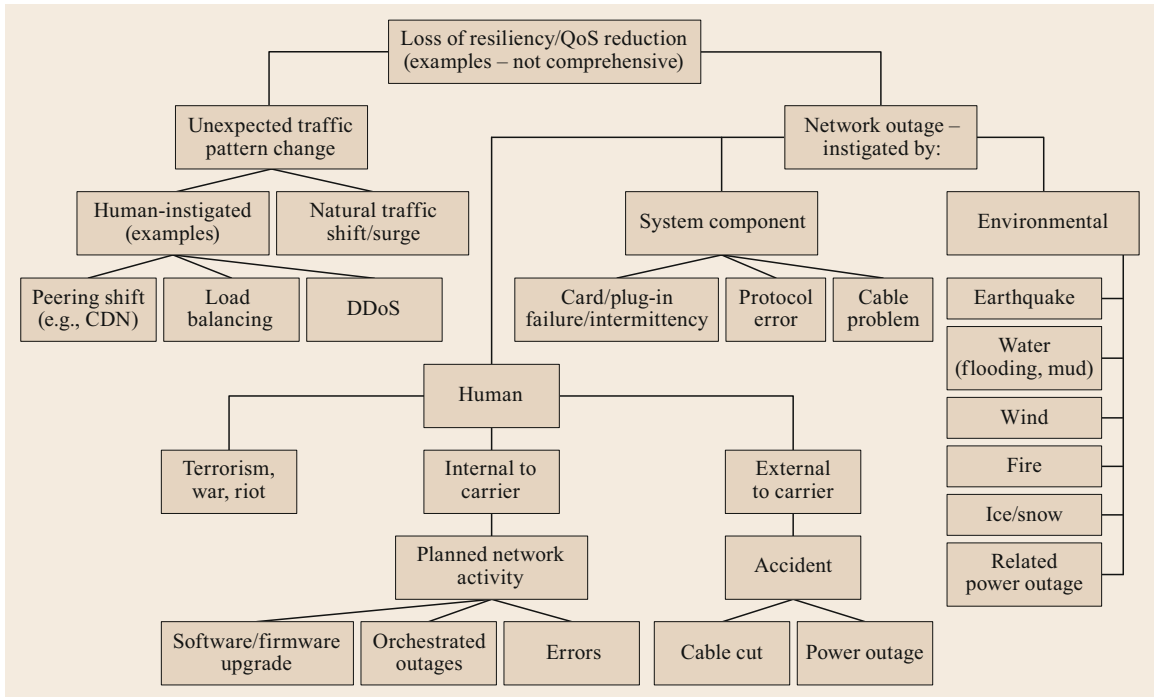 Loss of resiliency/QoS reduction
(examples – not comprehensive)
Unexpected traffic
pattern change
Network outage –
instigated by:
Human-instigated
(examples)
Natural traffic
shift/surge
System component
Environmental
Peering shift
(e.g., CDN)
Load
balancing
DDoS
Card/plug-in
failure/intermittency
Protocol
error
Cable
problem
Earthquake
Water
(flooding, mud)
Wind
Fire
Ice/snow
Related
power outage
Human
Terrorism,
war, riot
Internal to
carrier
External
to carrier
Planned network
activity
Accident
Software/firmware
upgrade
Orchestrated
outages
Errors
Cable cut
Power outage